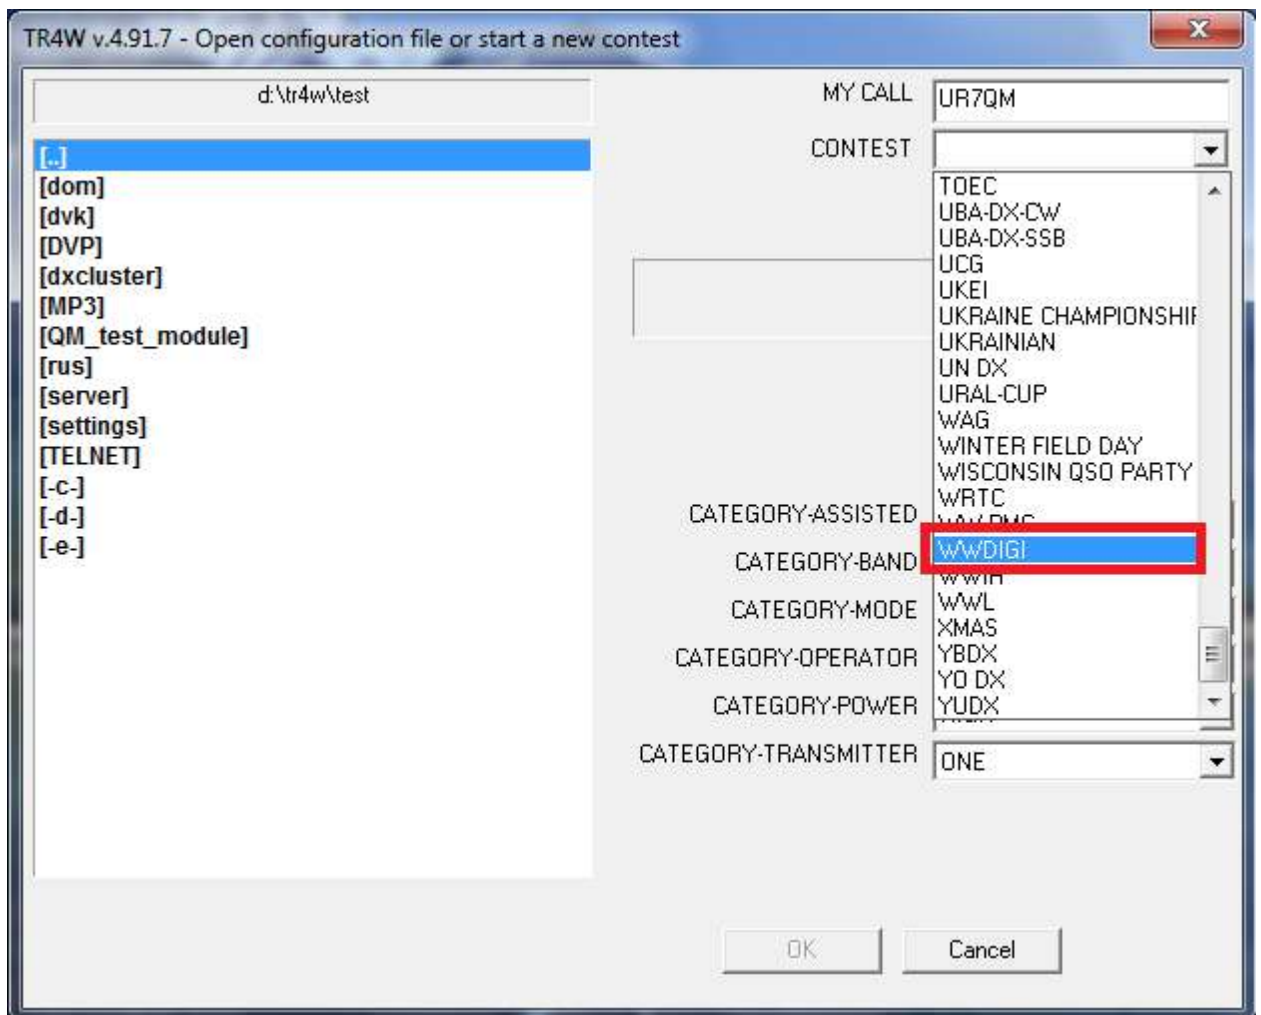 TR4W v.4.91.7 - Open configuration file or start a new contest
d:\tr4w\test
[..]
[dom]
[dvk]
[DVP]
[dxcluster]
[MP3]
[QM_test_module]
[rus]
[server]
[settings]
[TELNET]
[-c-]
[-d-]
[-e-]
MY CALL UR7QM
CONTEST
TOEC
UBA-DX-CW
UBA-DX-SSB
UCG
UKEI
UKRAINE CHAMPIONSHIP
UKRAINIAN
UN DX
URAL-CUP
WAG
WINTER FIELD DAY
WISCONSIN QSO PARTY
WRTC
WWDIGI
WWL
XMAS
YBDX
YO DX
YUDX
CATEGORY-ASSISTED
CATEGORY-BAND
CATEGORY-MODE
CATEGORY-OPERATOR
CATEGORY-POWER
CATEGORY-TRANSMITTER ONE
OK Cancel